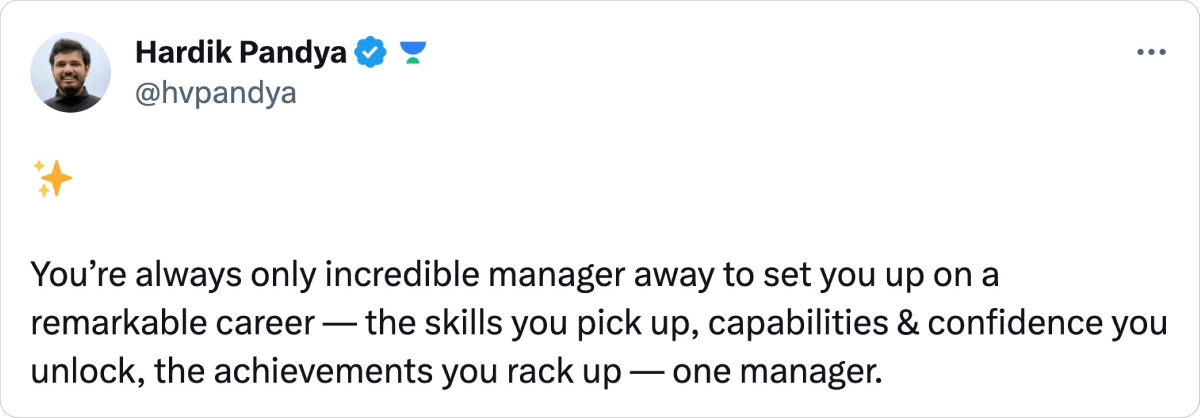 Hardik Pandya
@hvpandya
✨
You’re always only incredible manager away to set you up on a
remarkable career — the skills you pick up, capabilities & confidence you
unlock, the achievements you rack up — one manager.